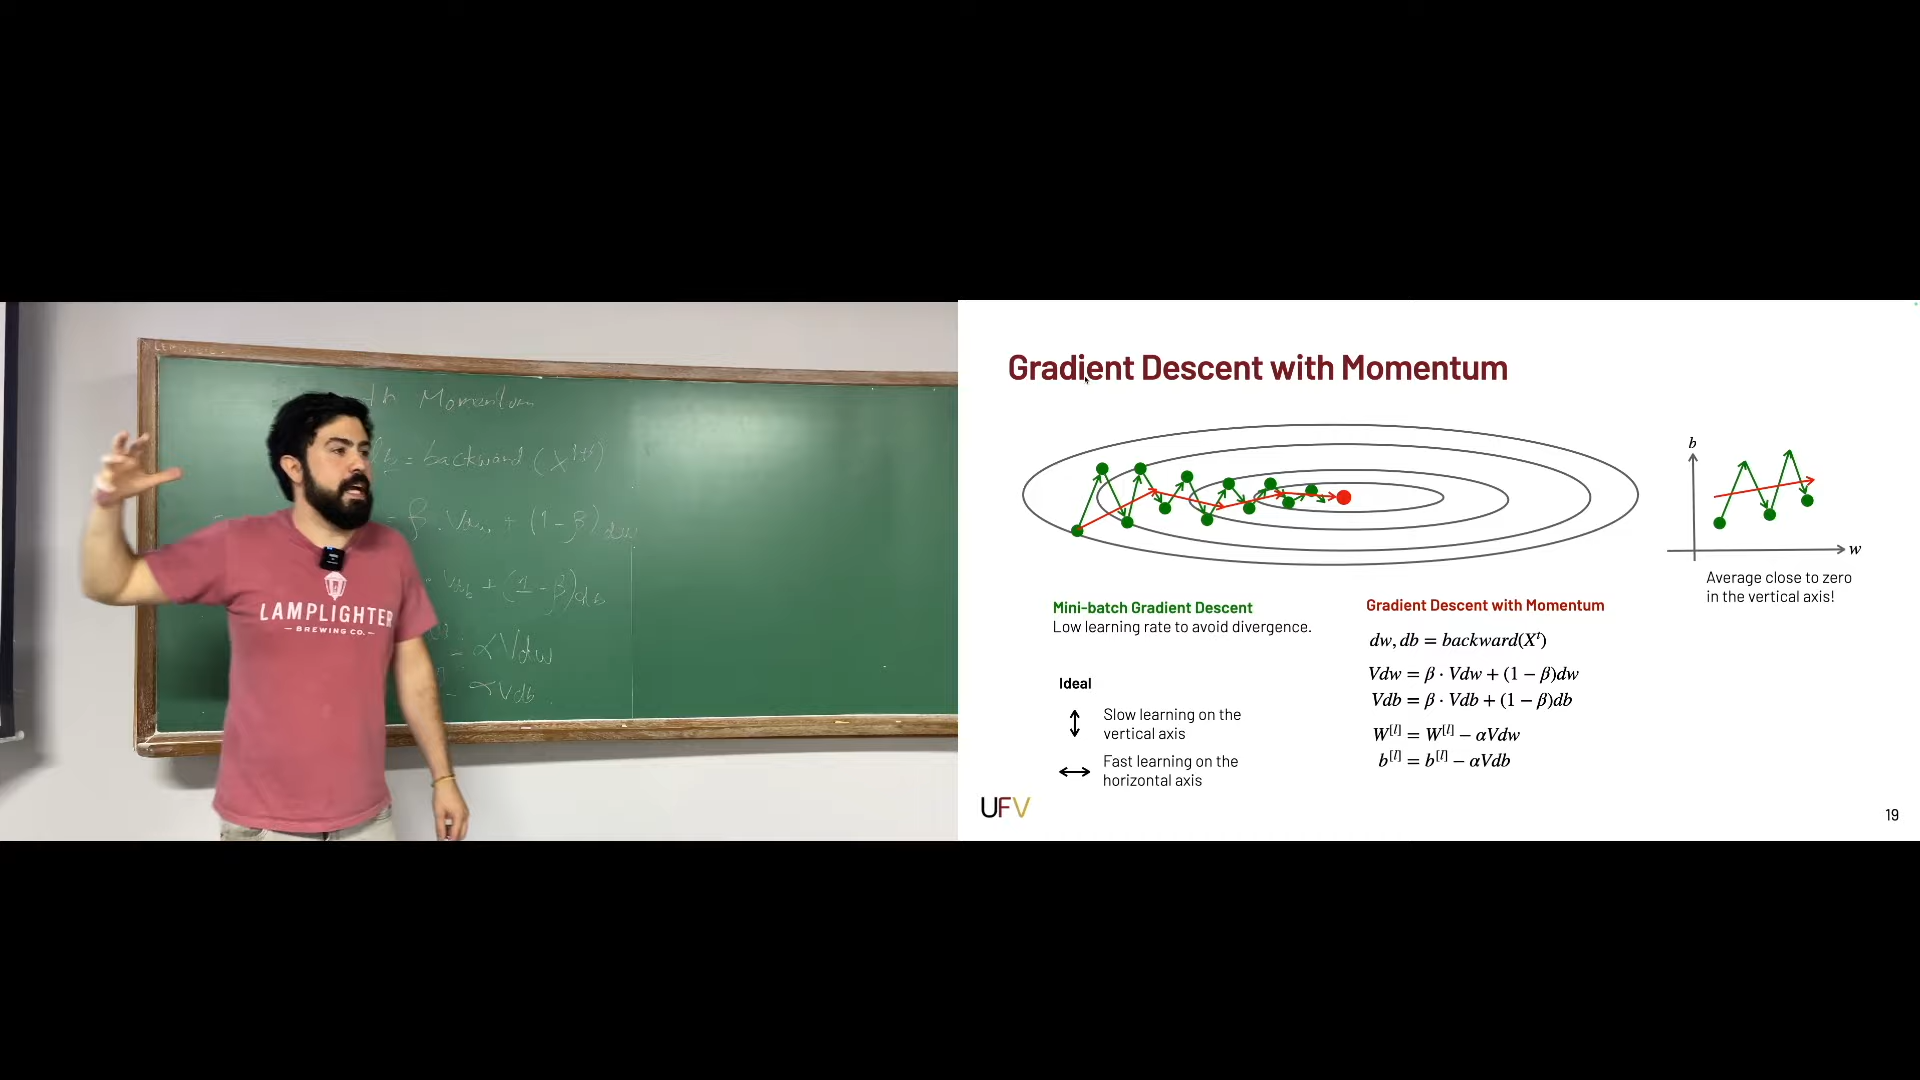 th Momentum
b = backward (X
= β. Vdw + (1-β)dw
Vdb + (1-β)db
- αVdw
- αVdb
LAMPLIGHTER
BREWING CO.
Gradient Descent with Momentum
b
w
Average close to zero
in the vertical axis!
Mini-batch Gradient Descent
Low learning rate to avoid divergence.
Ideal
Slow learning on the
vertical axis
Fast learning on the
horizontal axis
Gradient Descent with Momentum
dw, db = backward(Xᵗ)
Vdw = β · Vdw + (1 − β)dw
Vdb = β · Vdb + (1 − β)db
W^[l] = W^[l] − αVdw
b^[l] = b^[l] − αVdb
UFV
19